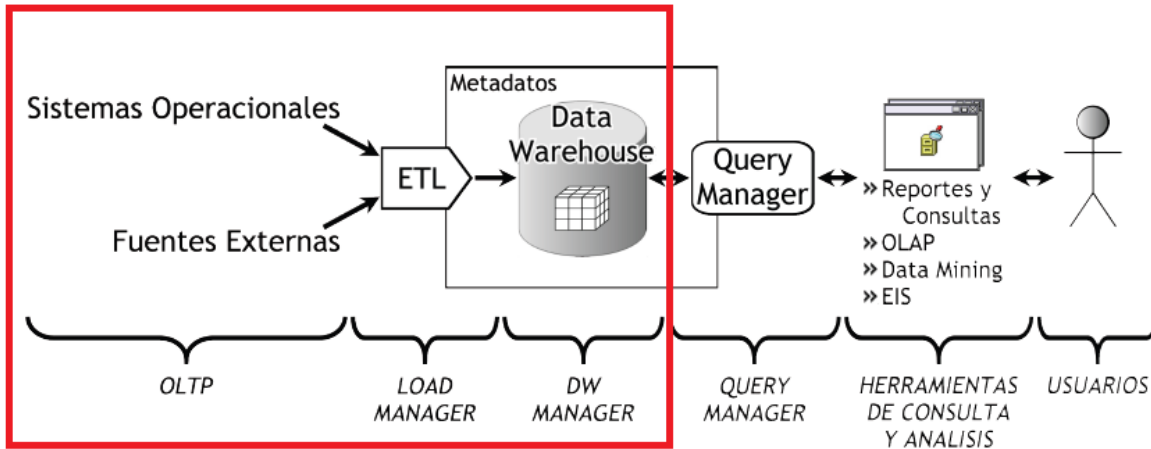 Sistemas Operacionales
Fuentes Externas
ETL
Metadatos
Data
Warehouse
Query
Manager
» Reportes y
Consultas
» OLAP
» Data Mining
» EIS
OLTP
LOAD
MANAGER
DW
MANAGER
QUERY
MANAGER
HERRAMIENTAS
DE CONSULTA
Y ANALISIS
USUARIOS